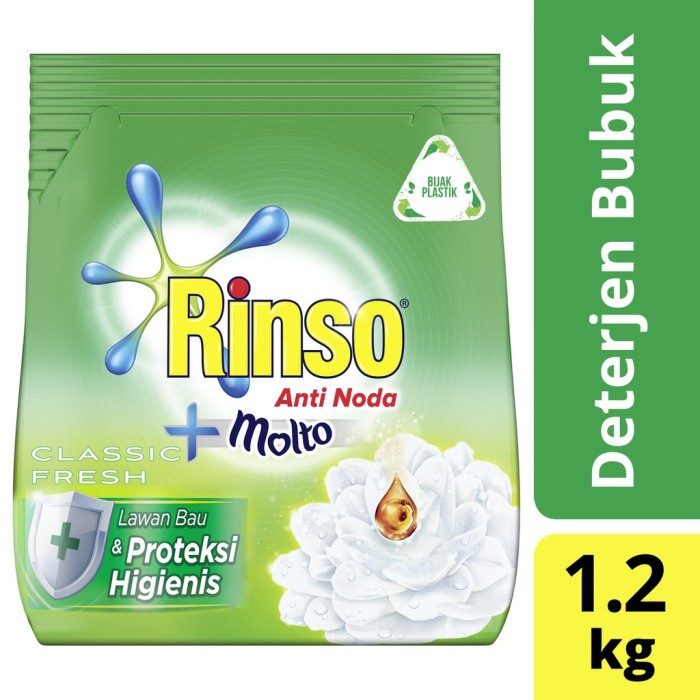 BIJAK
PLASTIK
Rinso®
Anti Noda
+ Molto
CLASSIC
FRESH
Lawan Bau
& Proteksi
Higienis
Deterjen Bubuk
1.2
kg